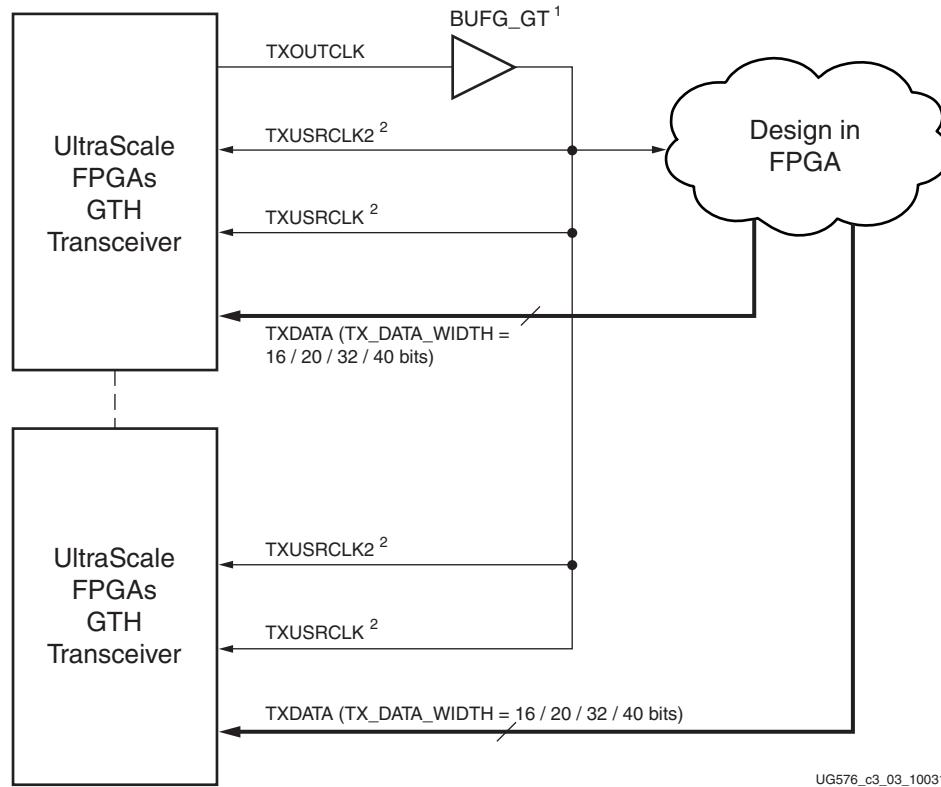 BUFG_GT 1
TXOUTCLK
TXUSRCLK2 2
TXUSRCLK 2
UltraScale
FPGAs
GTH
Transceiver
Design in
FPGA
TXDATA (TX_DATA_WIDTH =
16 / 20 / 32 / 40 bits)
TXUSRCLK2 2
TXUSRCLK 2
UltraScale
FPGAs
GTH
Transceiver
TXDATA (TX_DATA_WIDTH = 16 / 20 / 32 / 40 bits)
UG576_c3_03_10031